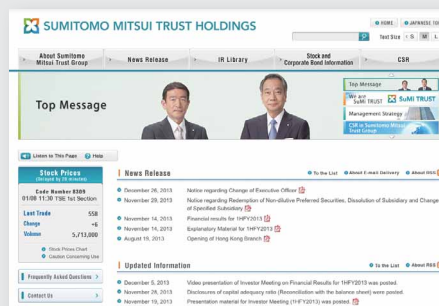 SUMITOMO MITSUI TRUST HOLDINGS
HOME JAPANESE
Text Size S M L
About Sumitomo Mitsui Trust Group
News Release
IR Library
Stock and Corporate Bond Information
CSR
Top Message
Top Message
We are SuMi TRUST
SuMi TRUST
Management Strategy
CSR in Sumitomo Mitsui Trust Group
Listen to This Page Help
Stock Prices
(Delayed by 20 minutes)
Code Number 8309
01/08 11:30 TSE 1st Section
Last Trade 558
Change +6
Volume 5,713,000
Stock Prices Chart
Caution Concerning Use
Frequently Asked Questions
Contact Us
News Release
To the List About E-mail Delivery About RSS
December 26, 2013 Notice regarding Change of Executive Officer
November 29, 2013 Notice regarding Redemption of Non-dilutive Preferred Securities, Dissolution of Subsidiary and Change
of Specified Subsidiary
November 14, 2013 Financial results for 1HFY2013
November 14, 2013 Explanatory Material for 1HFY2013
August 19, 2013 Opening of Hong Kong Branch
Updated Information
To the List About RSS
December 5, 2013 Video presentation of Investor Meeting on Financial Results for 1HFY2013 was posted.
November 28, 2013 Disclosures of capital adequacy ratio (Reconciliation with the balance sheet) were posted.
November 19, 2013 Presentation material for Investor Meeting (1HFY2013) was posted.